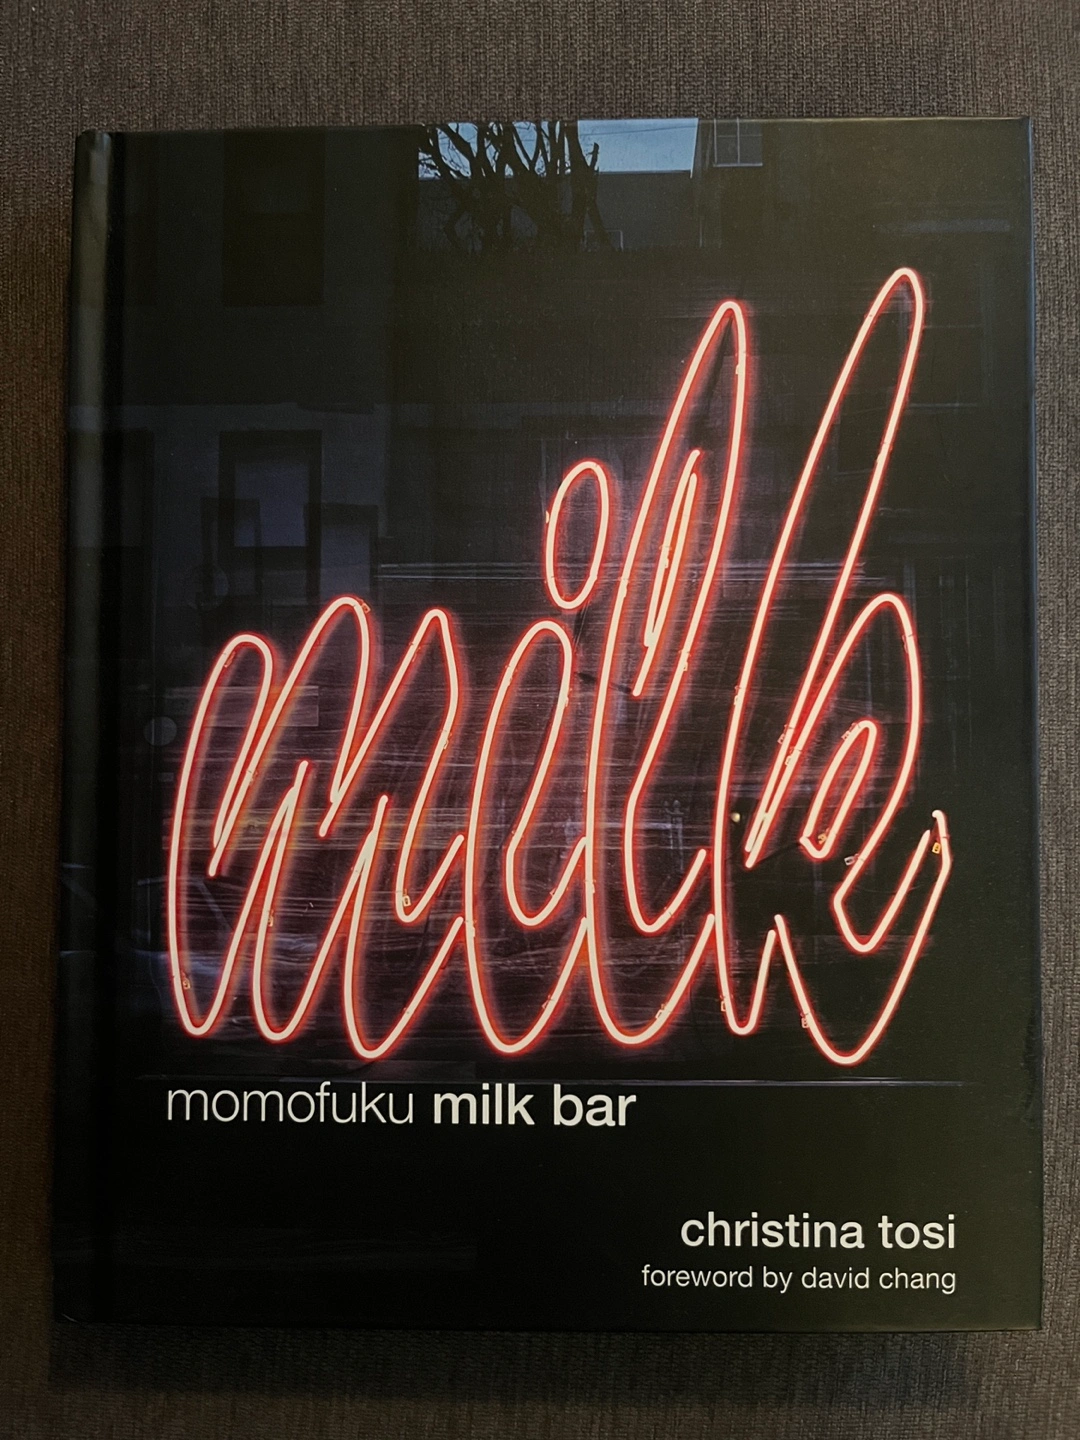 milk
momofuku milk bar
christina tosi
foreword by david chang